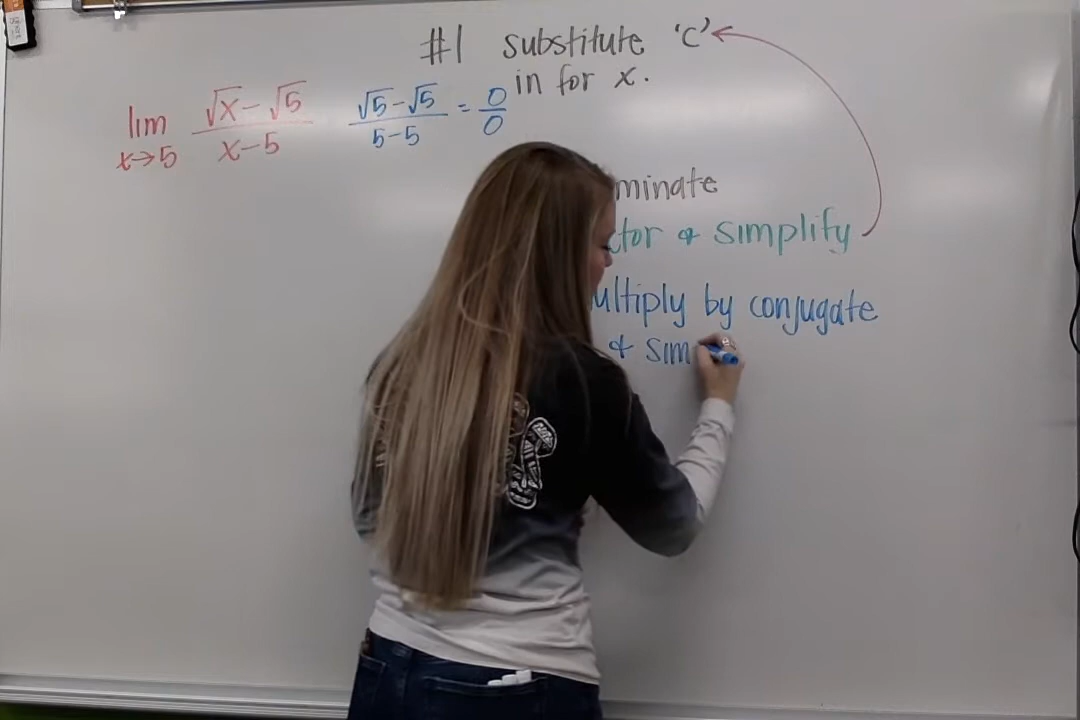 #1 substitute 'c'
in for x.
lim x→5 (√x-√5)/(x-5)
(√5-√5)/(5-5) = 0/0
minate
tor & simplify
ultiply by conjugate
& sim